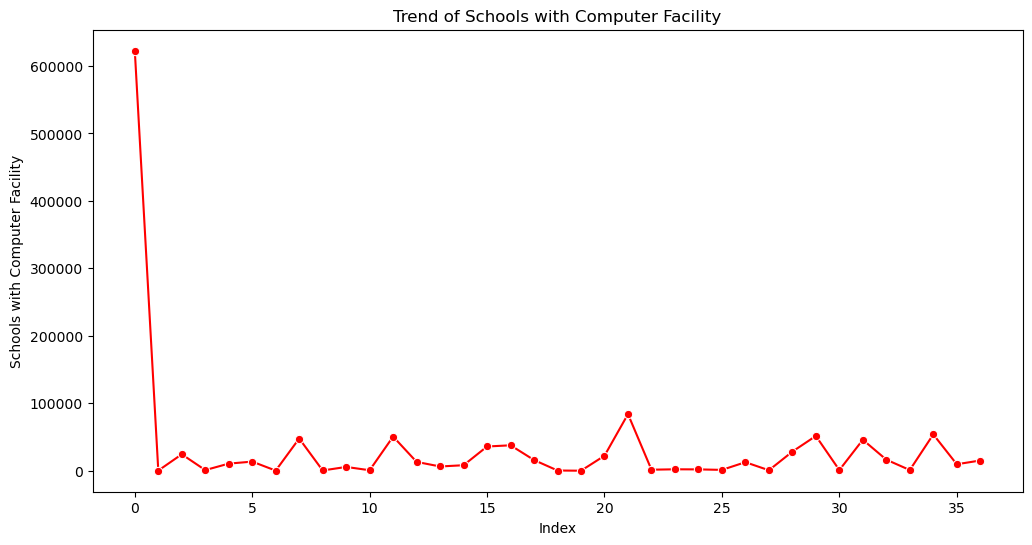 Trend of Schools with Computer Facility
Schools with Computer Facility
600000
500000
400000
300000
200000
100000
0
0 5 10 15 20 25 30 35
Index